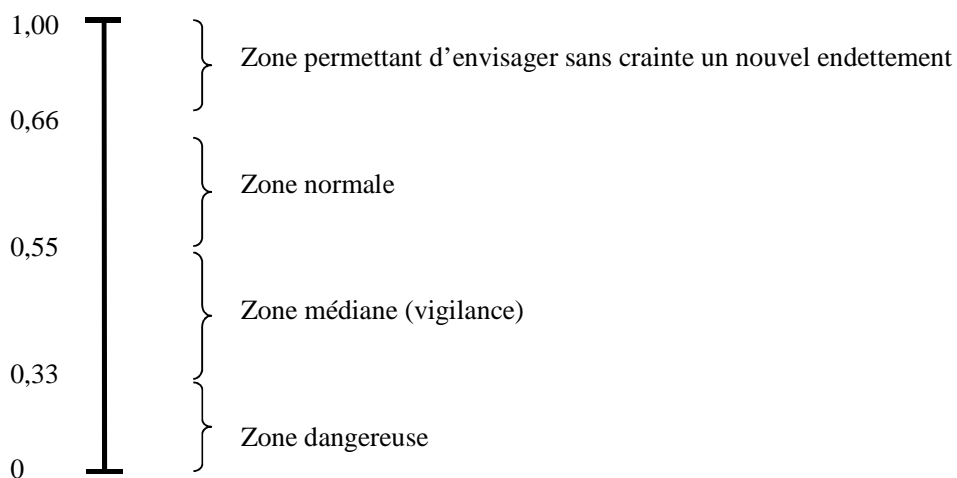 1,00
Zone permettant d’envisager sans crainte un nouvel endettement
0,66
Zone normale
0,55
Zone médiane (vigilance)
0,33
Zone dangereuse
0